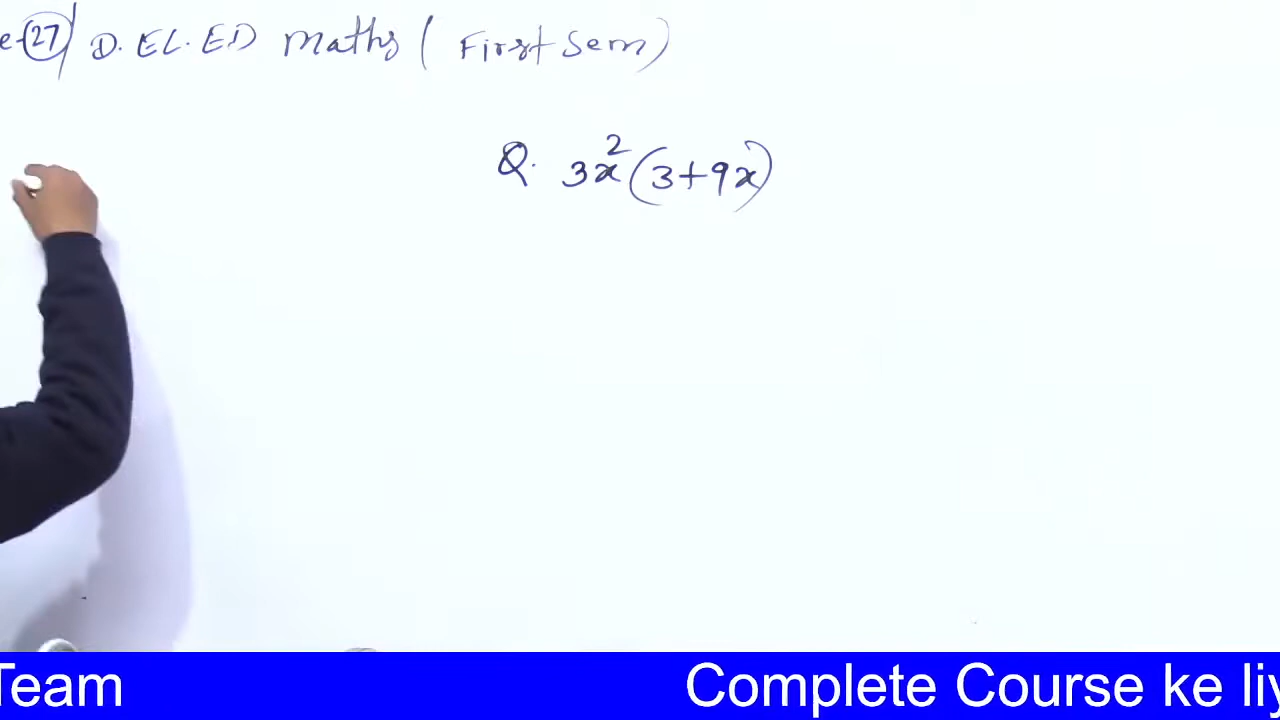 e-27 D.EL.ED Maths ( First Sem)
Q. 3x²(3+9x)
Team Complete Course ke liy